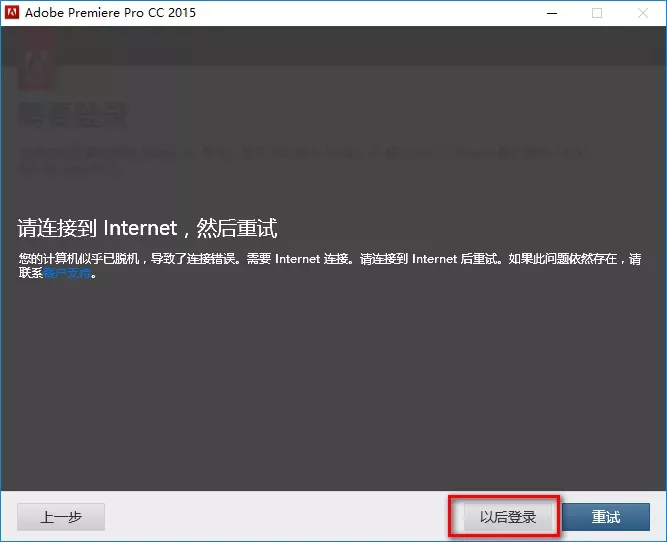 Adobe Premiere Pro CC 2015
需要登录
请连接到 Internet，然后重试
您的计算机似乎已脱机，导致了连接错误。需要 Internet 连接。请连接到 Internet 后重试。如果此问题依然存在，请
联系客户支持。
上一步
以后登录
重试